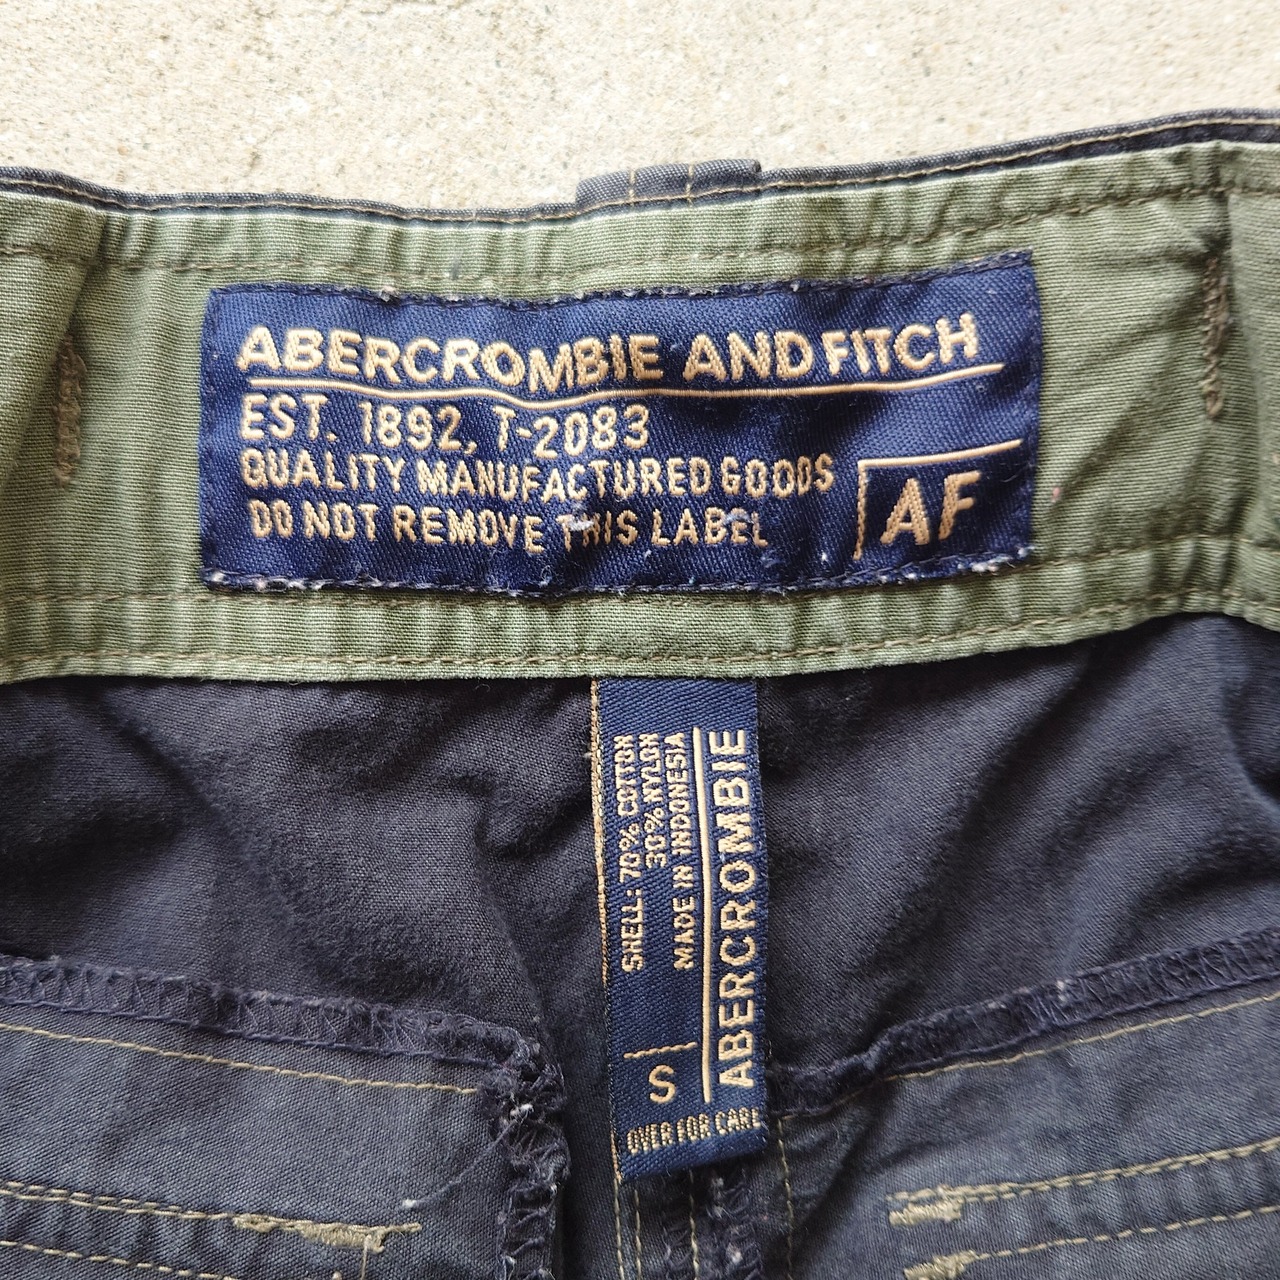 ABERCROMBIE AND FITCH
EST. 1892, T-2083
QUALITY MANUFACTURED GOODS
DO NOT REMOVE THIS LABEL
AF
SHELL: 70% COTTON
30% NYLON
MADE IN INDONESIA
ABERCROMBIE
S
OVER FOR CARE